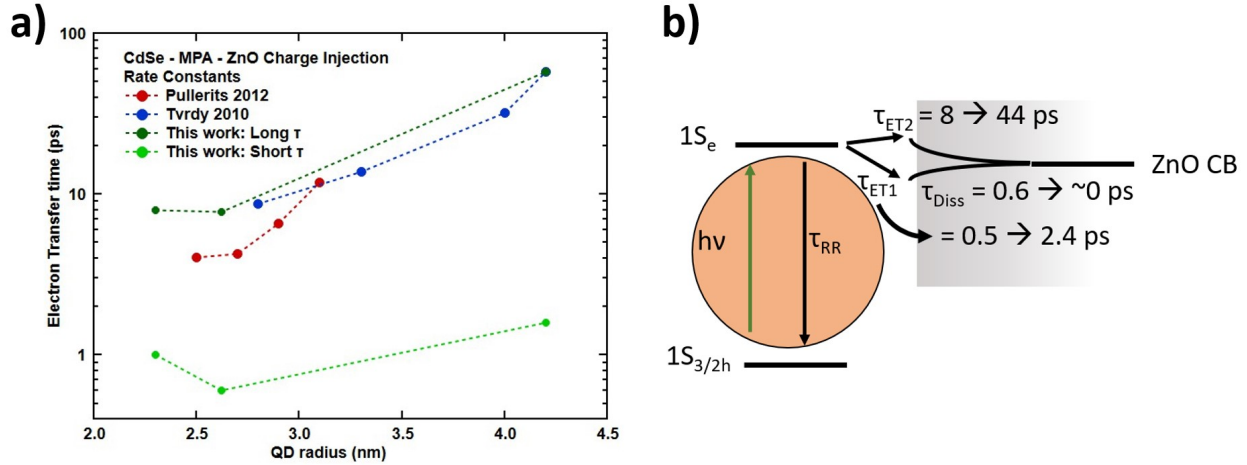 a)
100
10
1
Electron Transfer time (ps)
CdSe - MPA - ZnO Charge Injection
Rate Constants
Pullerits 2012
Tvrdy 2010
This work: Long τ
This work: Short τ
2.0 2.5 3.0 3.5 4.0 4.5
QD radius (nm)
b)
τET2 = 8 → 44 ps
1Se
ZnO CB
τET1
τDiss = 0.6 → ~0 ps
= 0.5 → 2.4 ps
hν
τRR
1S3/2h